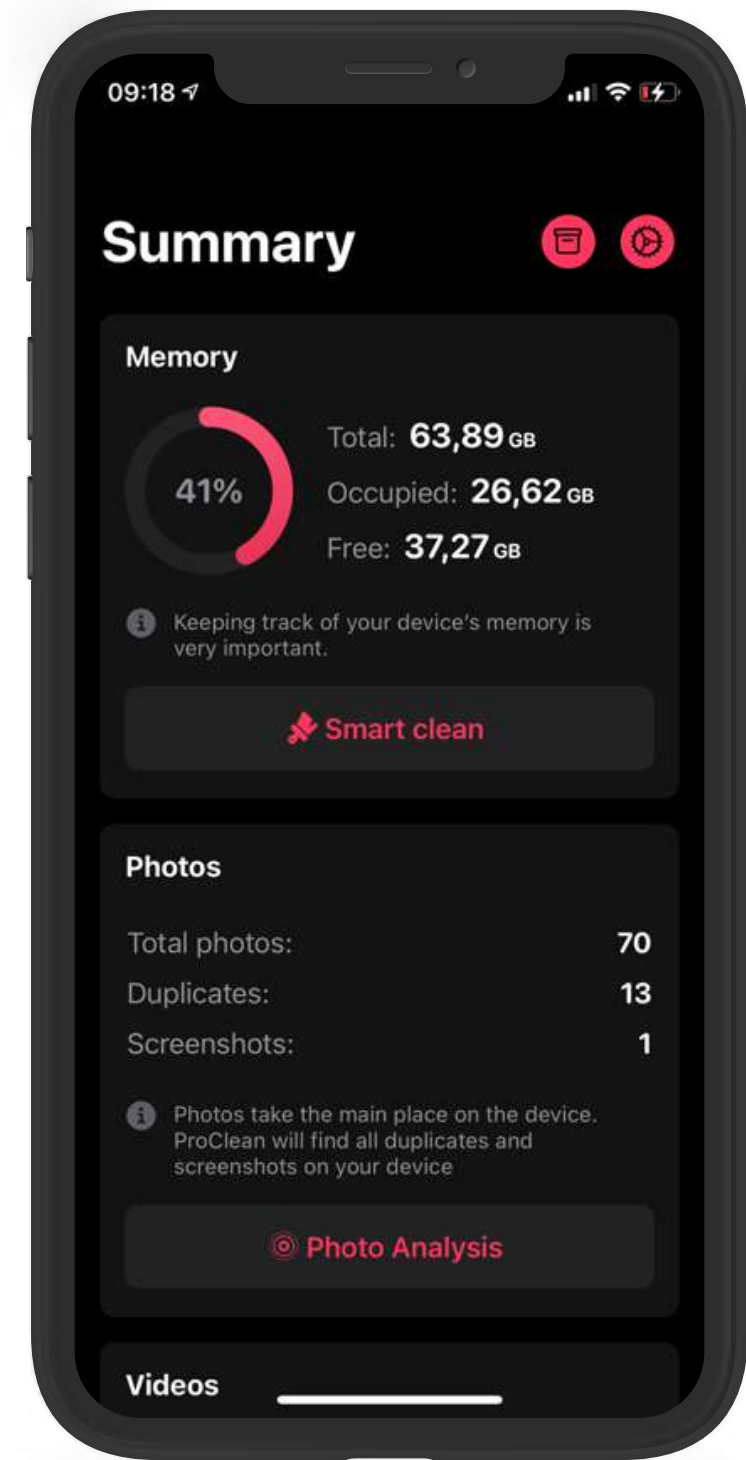 09:18
Summary
Memory
41%
Total: 63,89 GB
Occupied: 26,62 GB
Free: 37,27 GB
Keeping track of your device's memory is
very important.
Smart clean
Photos
Total photos: 70
Duplicates: 13
Screenshots: 1
Photos take the main place on the device.
ProClean will find all duplicates and
screenshots on your device
Photo Analysis
Videos